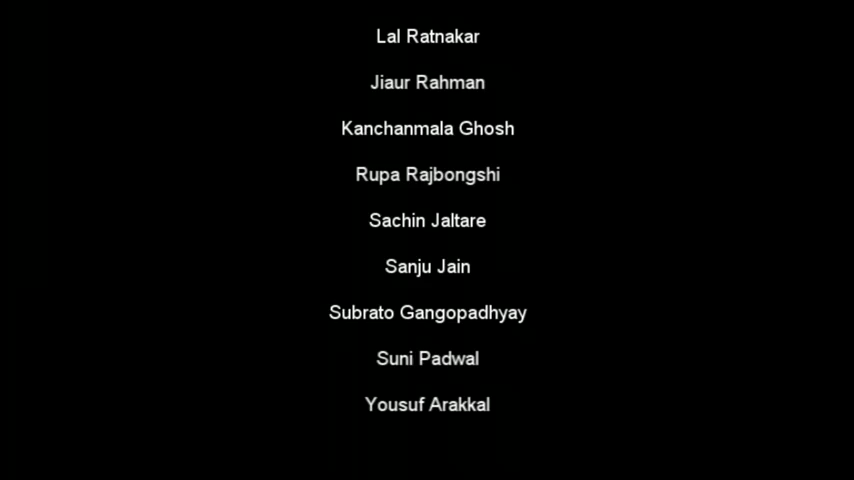 Lal Ratnakar
Jiaur Rahman
Kanchanmala Ghosh
Rupa Rajbongshi
Sachin Jaltare
Sanju Jain
Subrato Gangopadhyay
Suni Padwal
Yousuf Arakkal